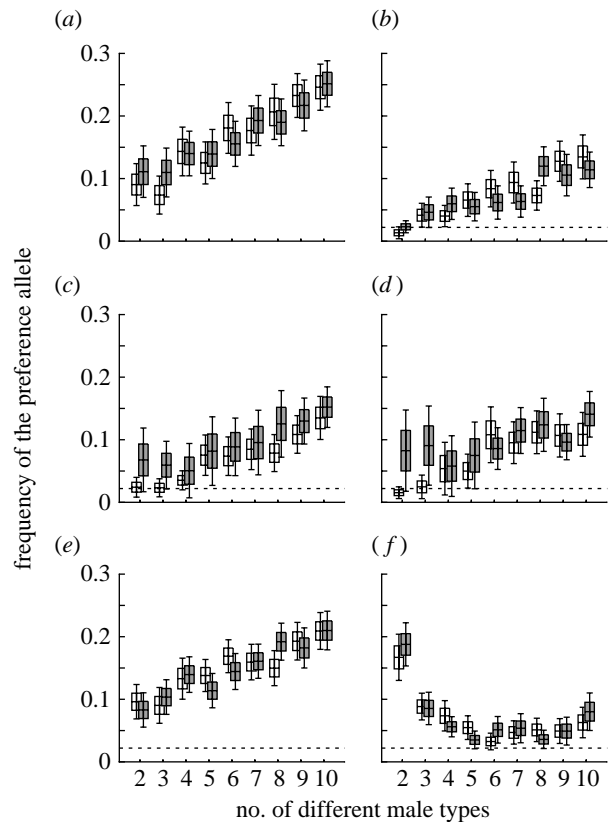 (a) (b)
0.3
0.2
0.1
0
(c) (d)
0.3
0.2
0.1
0
(e) (f)
0.3
0.2
0.1
0
2 3 4 5 6 7 8 9 10 2 3 4 5 6 7 8 9 10
no. of different male types
frequency of the preference allele